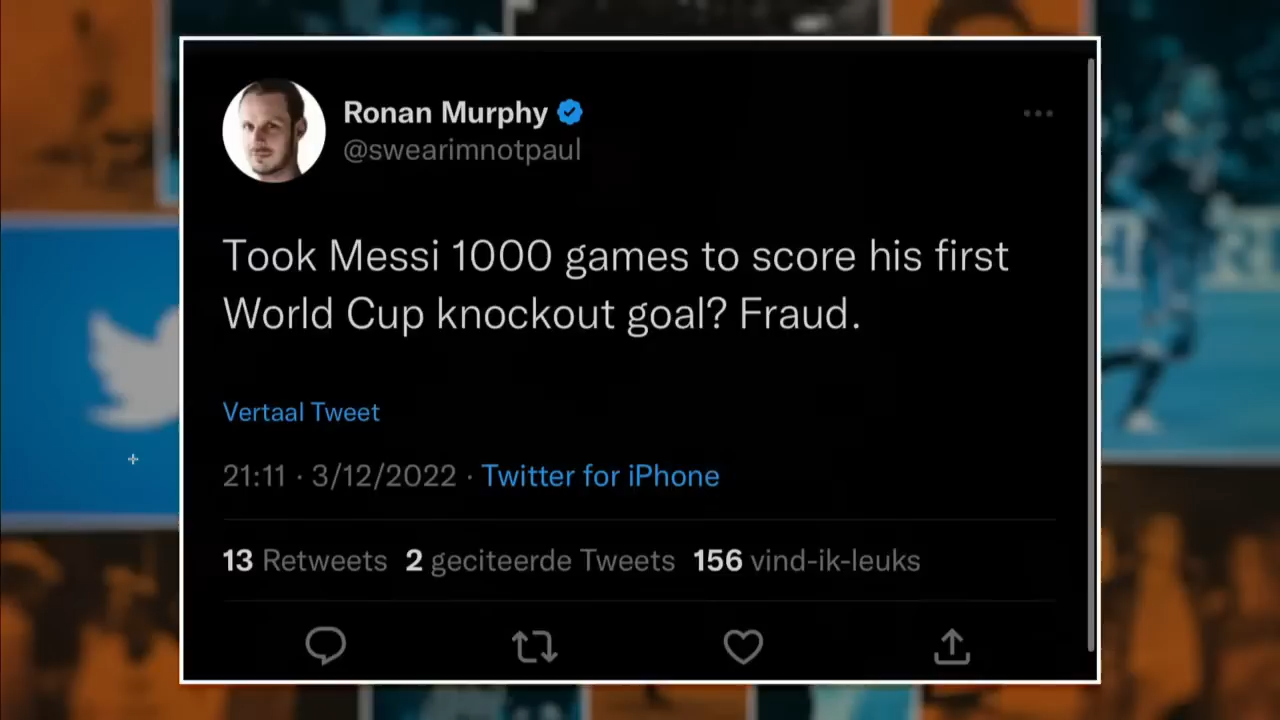 Ronan Murphy
@swearimnotpaul
Took Messi 1000 games to score his first
World Cup knockout goal? Fraud.
Vertaal Tweet
21:11 · 3/12/2022 · Twitter for iPhone
13 Retweets 2 geciteerde Tweets 156 vind-ik-leuks